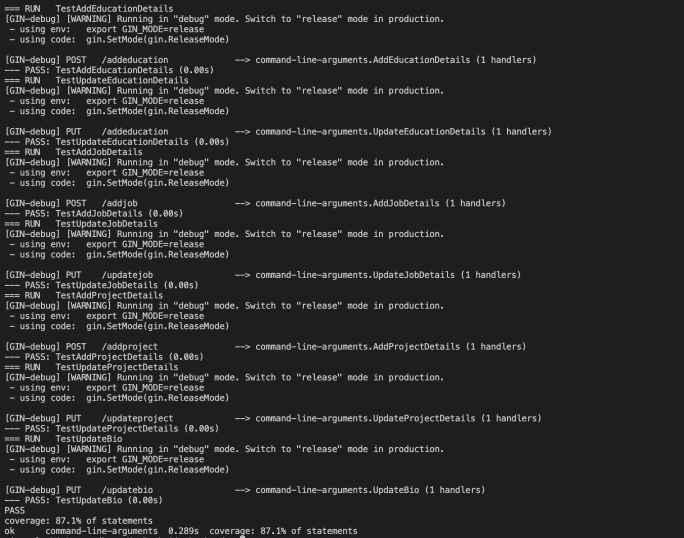 === RUN   TestAddEducationDetails
[GIN-debug] [WARNING] Running in "debug" mode. Switch to "release" mode in production.
 - using env:   export GIN_MODE=release
 - using code:  gin.SetMode(gin.ReleaseMode)
[GIN-debug] POST   /addeducation             --> command-line-arguments.AddEducationDetails (1 handlers)
--- PASS: TestAddEducationDetails (0.00s)
=== RUN   TestUpdateEducationDetails
[GIN-debug] [WARNING] Running in "debug" mode. Switch to "release" mode in production.
 - using env:   export GIN_MODE=release
 - using code:  gin.SetMode(gin.ReleaseMode)
[GIN-debug] PUT    /addeducation             --> command-line-arguments.UpdateEducationDetails (1 handlers)
--- PASS: TestUpdateEducationDetails (0.00s)
=== RUN   TestAddJobDetails
[GIN-debug] [WARNING] Running in "debug" mode. Switch to "release" mode in production.
 - using env:   export GIN_MODE=release
 - using code:  gin.SetMode(gin.ReleaseMode)
[GIN-debug] POST   /addjob                   --> command-line-arguments.AddJobDetails (1 handlers)
--- PASS: TestAddJobDetails (0.00s)
=== RUN   TestUpdateJobDetails
[GIN-debug] [WARNING] Running in "debug" mode. Switch to "release" mode in production.
 - using env:   export GIN_MODE=release
 - using code:  gin.SetMode(gin.ReleaseMode)
[GIN-debug] PUT    /updatejob                --> command-line-arguments.UpdateJobDetails (1 handlers)
--- PASS: TestUpdateJobDetails (0.00s)
=== RUN   TestAddProjectDetails
[GIN-debug] [WARNING] Running in "debug" mode. Switch to "release" mode in production.
 - using env:   export GIN_MODE=release
 - using code:  gin.SetMode(gin.ReleaseMode)
[GIN-debug] POST   /addproject               --> command-line-arguments.AddProjectDetails (1 handlers)
--- PASS: TestAddProjectDetails (0.00s)
=== RUN   TestUpdateProjectDetails
[GIN-debug] [WARNING] Running in "debug" mode. Switch to "release" mode in production.
 - using env:   export GIN_MODE=release
 - using code:  gin.SetMode(gin.ReleaseMode)
[GIN-debug] PUT    /updateproject            --> command-line-arguments.UpdateProjectDetails (1 handlers)
--- PASS: TestUpdateProjectDetails (0.00s)
=== RUN   TestUpdateBio
[GIN-debug] [WARNING] Running in "debug" mode. Switch to "release" mode in production.
 - using env:   export GIN_MODE=release
 - using code:  gin.SetMode(gin.ReleaseMode)
[GIN-debug] PUT    /updatebio                --> command-line-arguments.UpdateBio (1 handlers)
--- PASS: TestUpdateBio (0.00s)
PASS
coverage: 87.1% of statements
ok      command-line-arguments  0.289s  coverage: 87.1% of statements